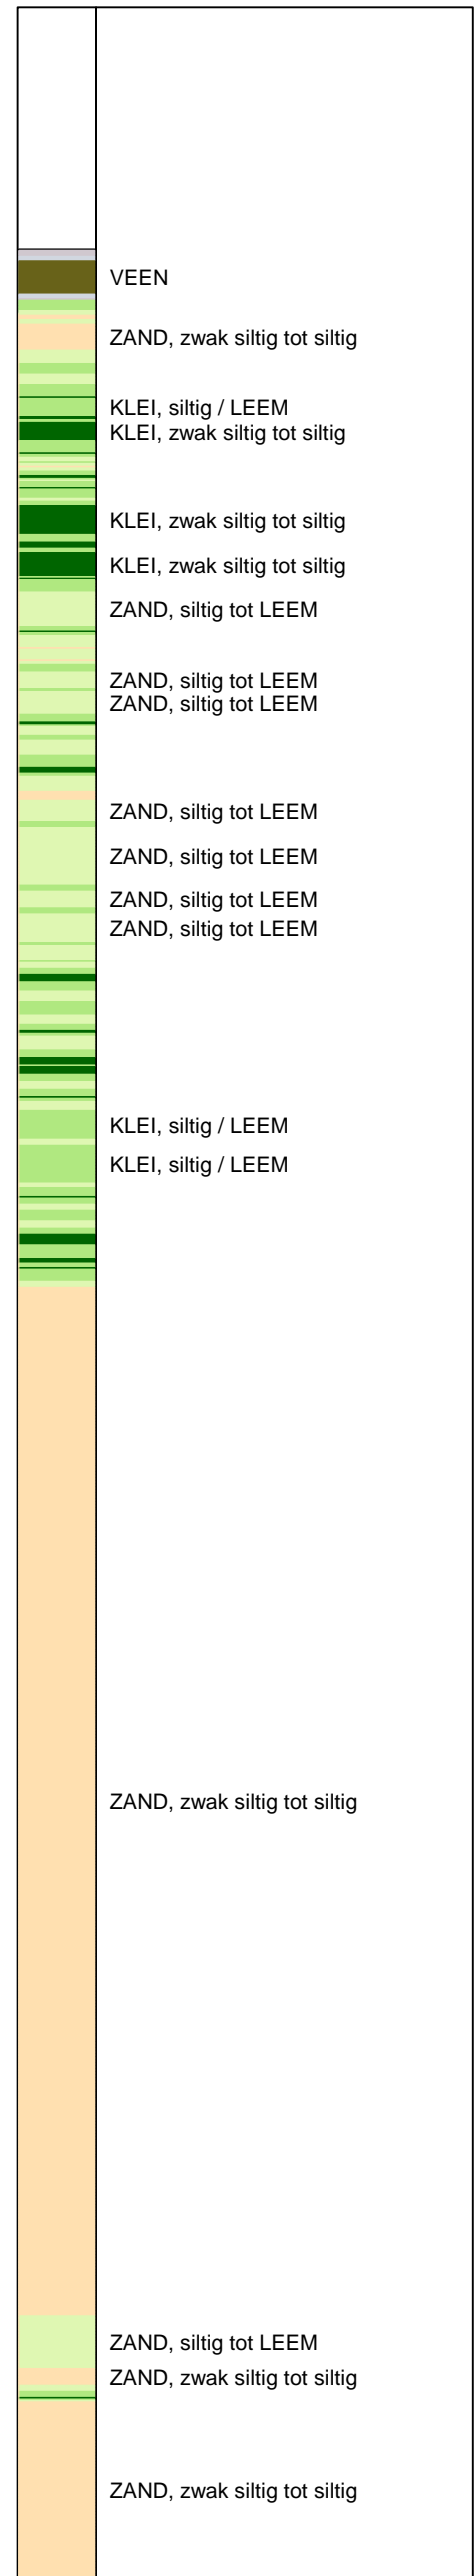 VEEN
ZAND, zwak siltig tot siltig
KLEI, siltig / LEEM
KLEI, zwak siltig tot siltig
KLEI, zwak siltig tot siltig
KLEI, zwak siltig tot siltig
ZAND, siltig tot LEEM
ZAND, siltig tot LEEM
ZAND, siltig tot LEEM
ZAND, siltig tot LEEM
ZAND, siltig tot LEEM
ZAND, siltig tot LEEM
ZAND, siltig tot LEEM
KLEI, siltig / LEEM
KLEI, siltig / LEEM
ZAND, zwak siltig tot siltig
ZAND, siltig tot LEEM
ZAND, zwak siltig tot siltig
ZAND, zwak siltig tot siltig